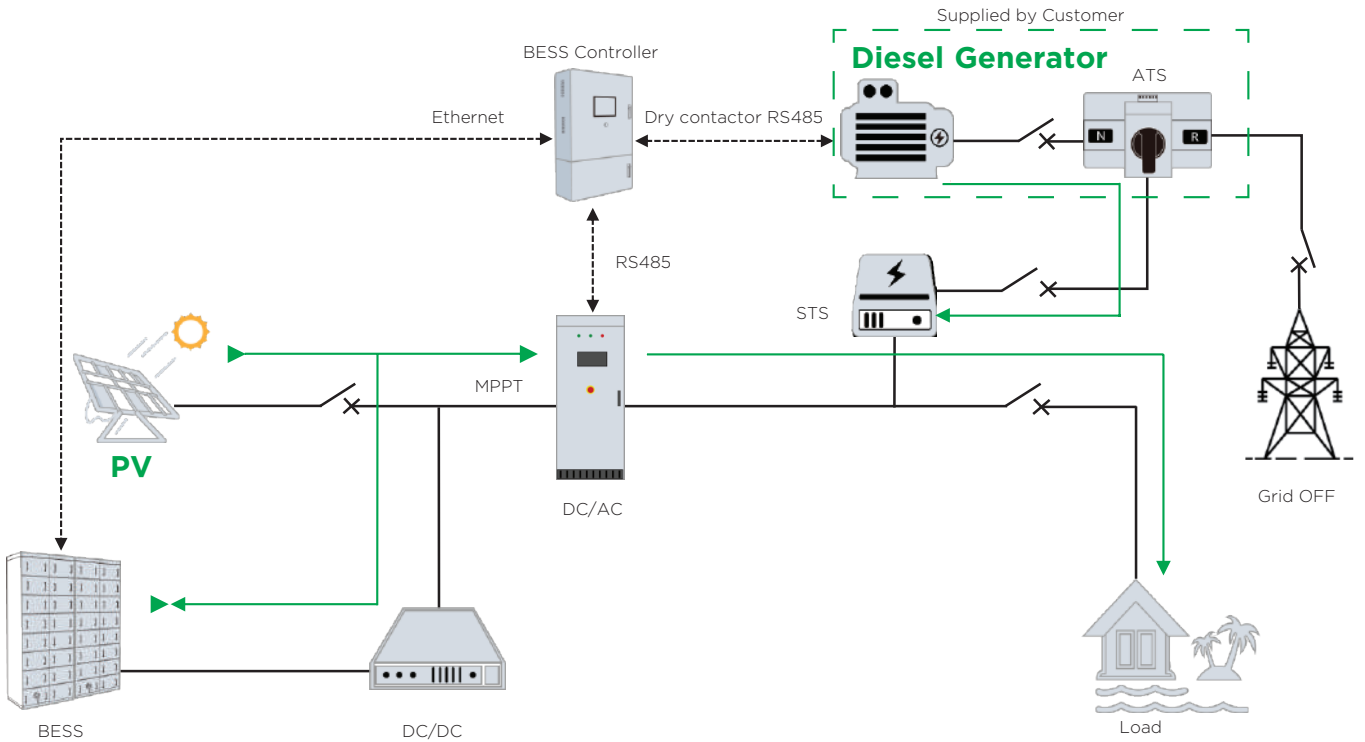 Supplied by Customer
BESS Controller
Diesel Generator
ATS
Ethernet
Dry contactor RS485
N
R
RS485
STS
MPPT
PV
DC/AC
Grid OFF
BESS
DC/DC
Load